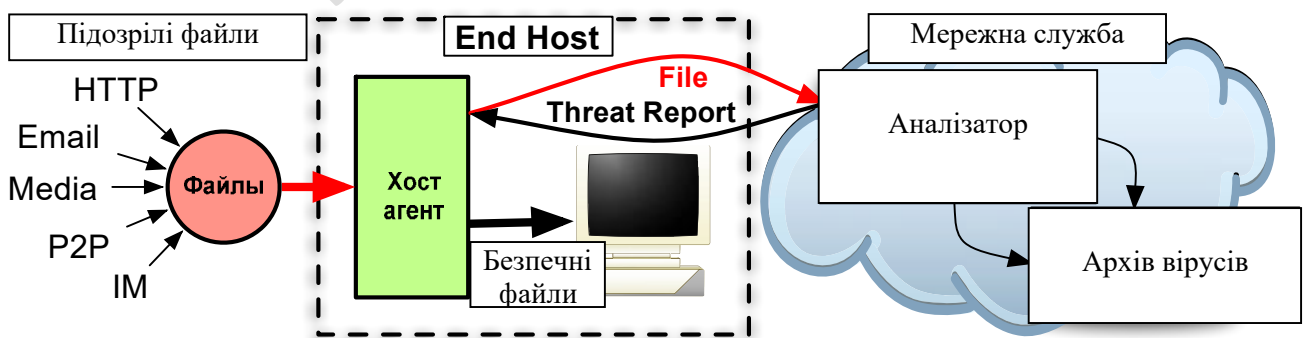 Підозрілі файли
HTTP
Email
Media
P2P
IM
Файлы
End Host
Хост
агент
File
Threat Report
Безпечні
файли
Мережна служба
Аналізатор
Архів вірусів